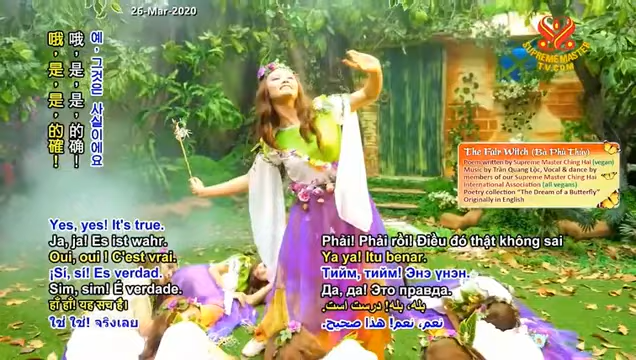 26-Mar-2020
SUPREME MASTER
TV.COM
예, 그것은 사실이에요
哦，是，是，的确！
哦，是，是，的確！
The Fair Witch (Bà Phù Thủy)
Poem written by Supreme Master Ching Hai (vegan)
Music by Trần Quang Lộc, Vocal & dance by
members of our Supreme Master Ching Hai
International Association (all vegans)
Poetry collection "The Dream of a Butterfly"
Originally in English
Yes, yes! It's true.
Ja, ja! Es ist wahr.
Oui, oui ! C'est vrai.
¡Sí, sí! Es verdad.
Sim, sim! É verdade.
हाँ हाँ! यह सच है।
ใช่ ใช่! จริงเลย
Phải! Phải rồi! Điều đó thật không sai
Ya ya! Itu benar.
Тийм, тийм! Энэ үнэн.
Да, да! Это правда.
بله، بله! درست است.
نعم، نعم! هذا صحيح.